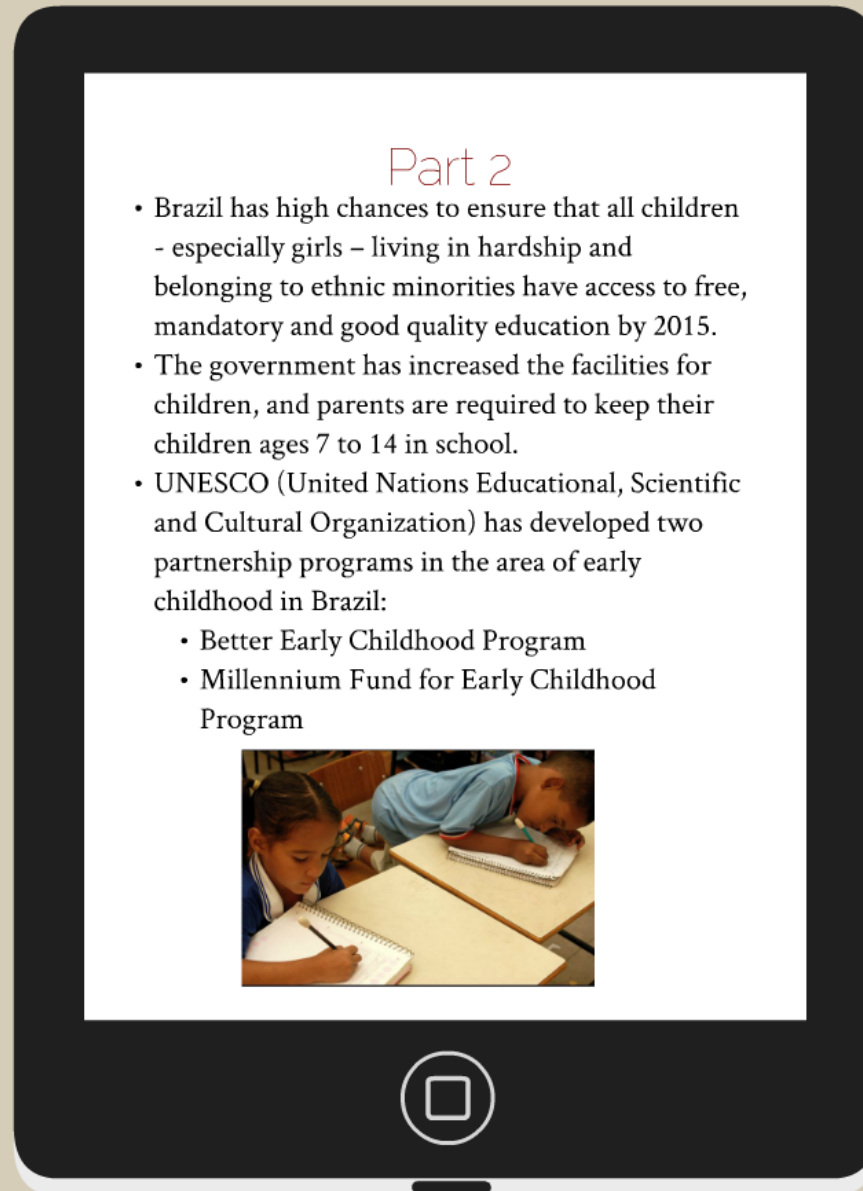 Part 2
• Brazil has high chances to ensure that all children
- especially girls – living in hardship and
belonging to ethnic minorities have access to free,
mandatory and good quality education by 2015.
• The government has increased the facilities for
children, and parents are required to keep their
children ages 7 to 14 in school.
• UNESCO (United Nations Educational, Scientific
and Cultural Organization) has developed two
partnership programs in the area of early
childhood in Brazil:
• Better Early Childhood Program
• Millennium Fund for Early Childhood
Program